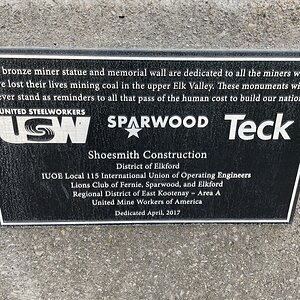 bronze miner statue and memorial wall are dedicated to all the miners w
e lost their lives mining coal in the upper Elk Valley. These monuments wi
ever stand as reminders to all that pass of the human cost to build our natio
UNITED STEELWORKERS
USW SPARWOOD Teck
Shoesmith Construction
District of Elkford
IUOE Local 115 International Union of Operating Engineers
Lions Club of Fernie, Sparwood, and Elkford
Regional District of East Kootenay – Area A
United Mine Workers of America
Dedicated April, 2017